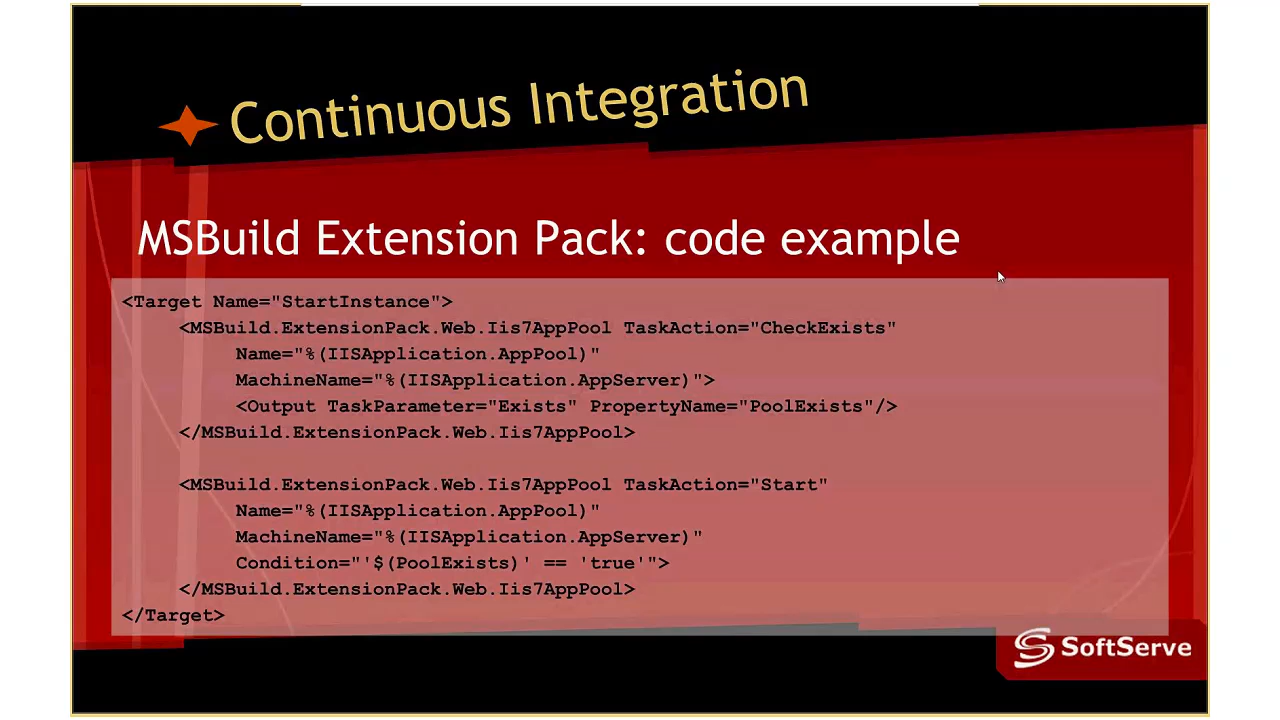 Continuous Integration
MSBuild Extension Pack: code example
<Target Name="StartInstance">
<MSBuild.ExtensionPack.Web.Iis7AppPool TaskAction="CheckExists"
Name="%(IISApplication.AppPool)"
MachineName="%(IISApplication.AppServer)">
<Output TaskParameter="Exists" PropertyName="PoolExists"/>
</MSBuild.ExtensionPack.Web.Iis7AppPool>
<MSBuild.ExtensionPack.Web.Iis7AppPool TaskAction="Start"
Name="%(IISApplication.AppPool)"
MachineName="%(IISApplication.AppServer)"
Condition="'$(PoolExists)' == 'true'">
</MSBuild.ExtensionPack.Web.Iis7AppPool>
</Target>
SoftServe